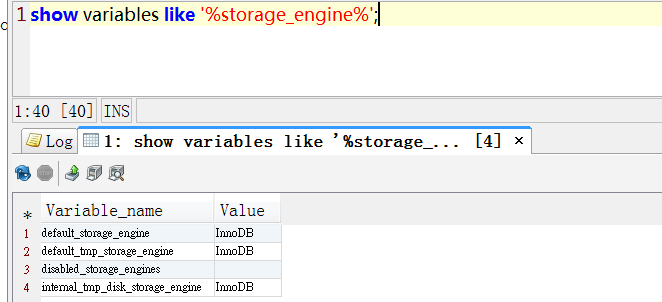 1 show variables like '%storage_engine%';
1:40 [40] INS
Log 1: show variables like '%storage_... [4] ×
* Variable_name Value
1 default_storage_engine InnoDB
2 default_tmp_storage_engine InnoDB
3 disabled_storage_engines
4 internal_tmp_disk_storage_engine InnoDB